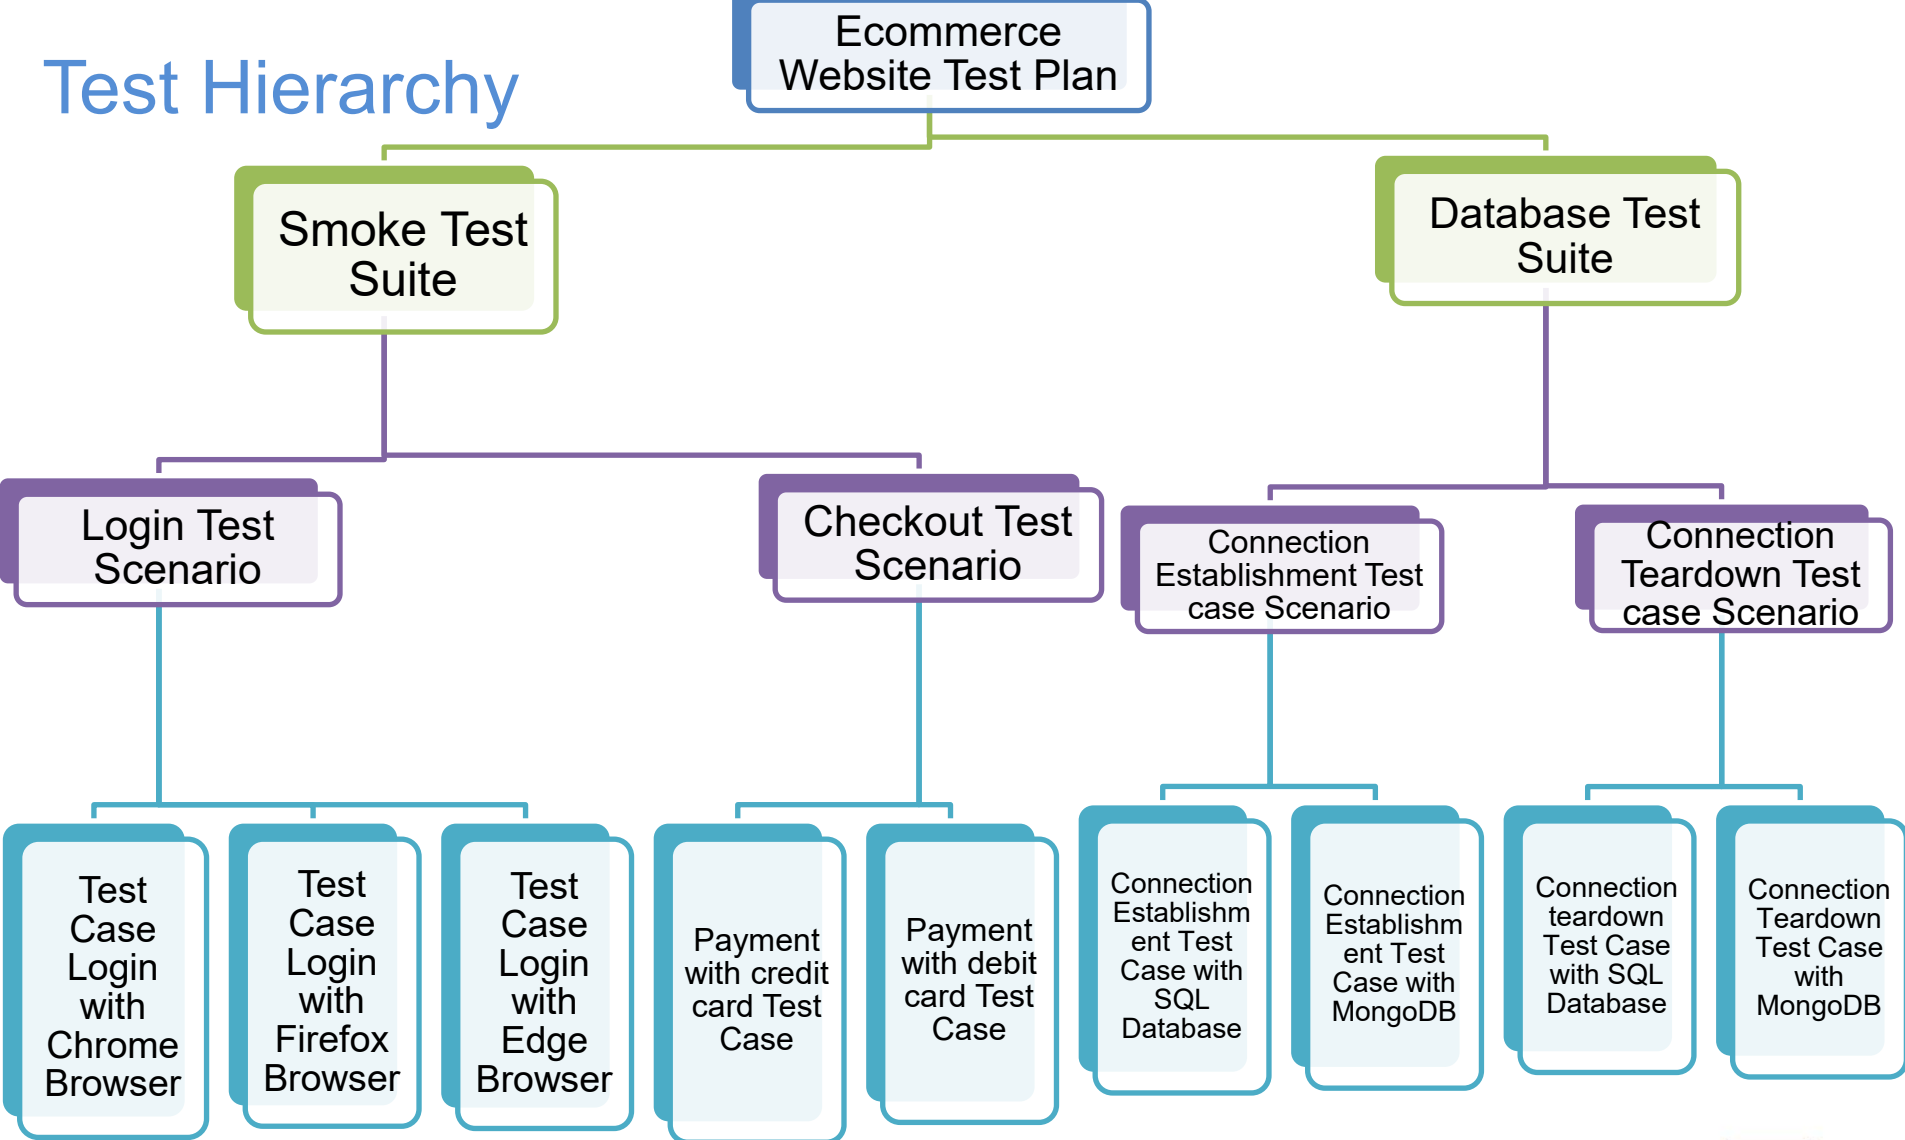 Test Hierarchy
Ecommerce
Website Test Plan
Smoke Test
Suite
Database Test
Suite
Login Test
Scenario
Checkout Test
Scenario
Connection
Establishment Test
case Scenario
Connection
Teardown Test
case Scenario
Test
Case
Login
with
Chrome
Browser
Test
Case
Login
with
Firefox
Browser
Test
Case
Login
with
Edge
Browser
Payment
with credit
card Test
Case
Payment
with debit
card Test
Case
Connection
Establishm
ent Test
Case with
SQL
Database
Connection
Establishm
ent Test
Case with
MongoDB
Connection
teardown
Test Case
with SQL
Database
Connection
Teardown
Test Case
with
MongoDB